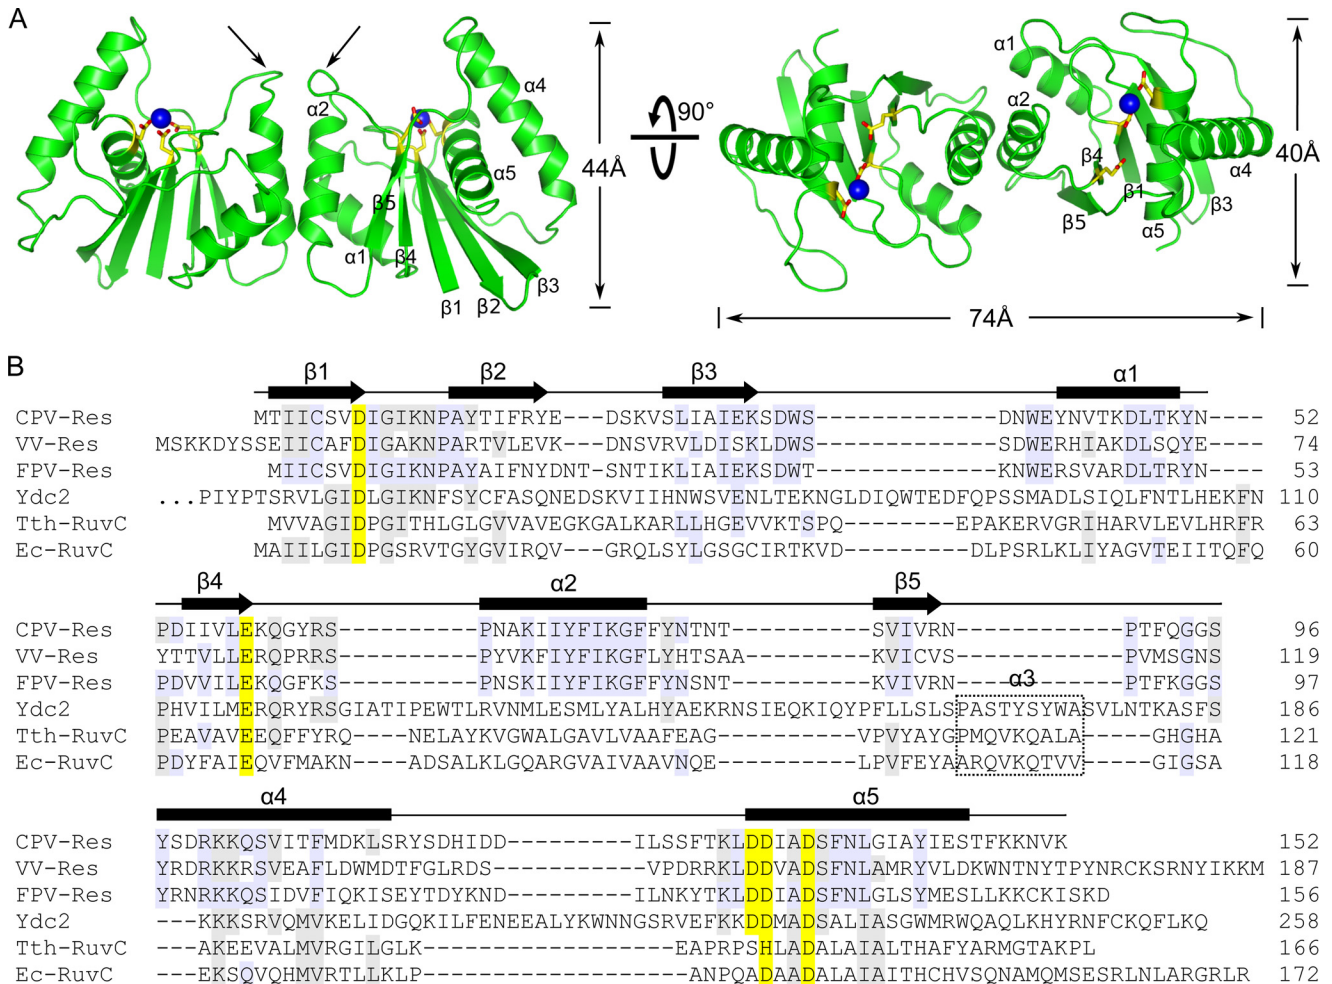 A
α2
α4
α5
β5
α1
β4
β1
β2
β3
44Å
90°
α1
α2
β4
β1
β5
α5
α4
β3
40Å
74Å
B
β1 β2 β3 α1
CPV-Res MTIICSVDIGIKNPAYTIFRYE---DSKVSLIAIEKSDWS--------------DNWEYNVTKDLTKYN---- 52
VV-Res MSKKDYSSEIICAFDIGAKNPARTVLEVK---DNSVRVLDISKLDWS--------------SDWERHIAKDLSQYE---- 74
FPV-Res MIICSVDIGIKNPAYAIFNYDNT-SNTIKLIAIEKSDWT--------------KNWERSVARDLTRYN---- 53
Ydc2 ...PIYPTSRVLGIDLGIKNFSYCFASQNEDSKVIIHNWSVENLTEKNGLDIQWTEDFQPSSMADLSIQLFNTLHEKFN 110
Tth-RuvC MVVAGIDPGITHLGLGVVAVEGKGALKARLLHGEVVKTSPQ---------EPAKERVGRIHARVLEVLHRFR 63
Ec-RuvC MAIILGIDPGSRVTGYGVIRQV---GRQLSYLGSGCIRTKVD----------DLPSRLKLIYAGVTEIITQFQ 60
β4 α2 β5
CPV-Res PDIIVLEKQGYRS-----------PNAKIIYFIKGFFYNTNT----------SVIVRN-------------PTFQGGS 96
VV-Res YTTVLLERQPRRS-----------PYVKFIYFIKGFLYHTSAA---------KVICVS-------------PVMSGNS 119
FPV-Res PDVVILEKQGFKS-----------PNSKIIYFIKGFFYNSNT----------KVIVRN-------------PTFKGGS 97
α3
Ydc2 PHVILMERQRYRSGIATIPEWTLRVNMLESMLYALHYAEKRNSIEQKIQYPFLLSLSPASTYSYWASVLNTKASFS 186
Tth-RuvC PEAVAVEEQFFYRQ----NELAYKVGWALGAVLVAAFEAG-----------VPVYAYGPMQVKQALA-----GHGHA 121
Ec-RuvC PDYFAIEQVFMAKN----ADSALKLGQARGVAIVAAVNQE-----------LPVFEYAARQVKQTVV-----GIGSA 118
α4 α5
CPV-Res YSDRKKQSVITFMDKLSRYSDHIDD---------ILSSFTKLDDIADSFNLGIAYIESTFKKNVK 152
VV-Res YRDRKKRSVEAFLDWMDTFGLRDS----------VPDRRKLDDVADSFNLAMRYVLDKWNTNYTPYNRCKSRNYIKKM 187
FPV-Res YRNRKKQSIDVFIQKISEYTDYKND---------ILNKYTKLDDIADSFNLGLSYMESLLKKCKISKD 156
Ydc2 ---KKKSRVQMVKELIDGQKILFENEEALYKWNNGSRVEFKKDDMADSALIASGWMRWQAQLKHYRNFCKQFLKQ 258
Tth-RuvC ---AKEEVALMVRGILGLK-------------------EAPRPSHLADALAIALTHAFYARMGTAKPL 166
Ec-RuvC ---EKSQVQHMVRTLLKLP--------------------ANPQADAADALAIAITHCHVSQNAMQMSESRLNLARGRLR 172